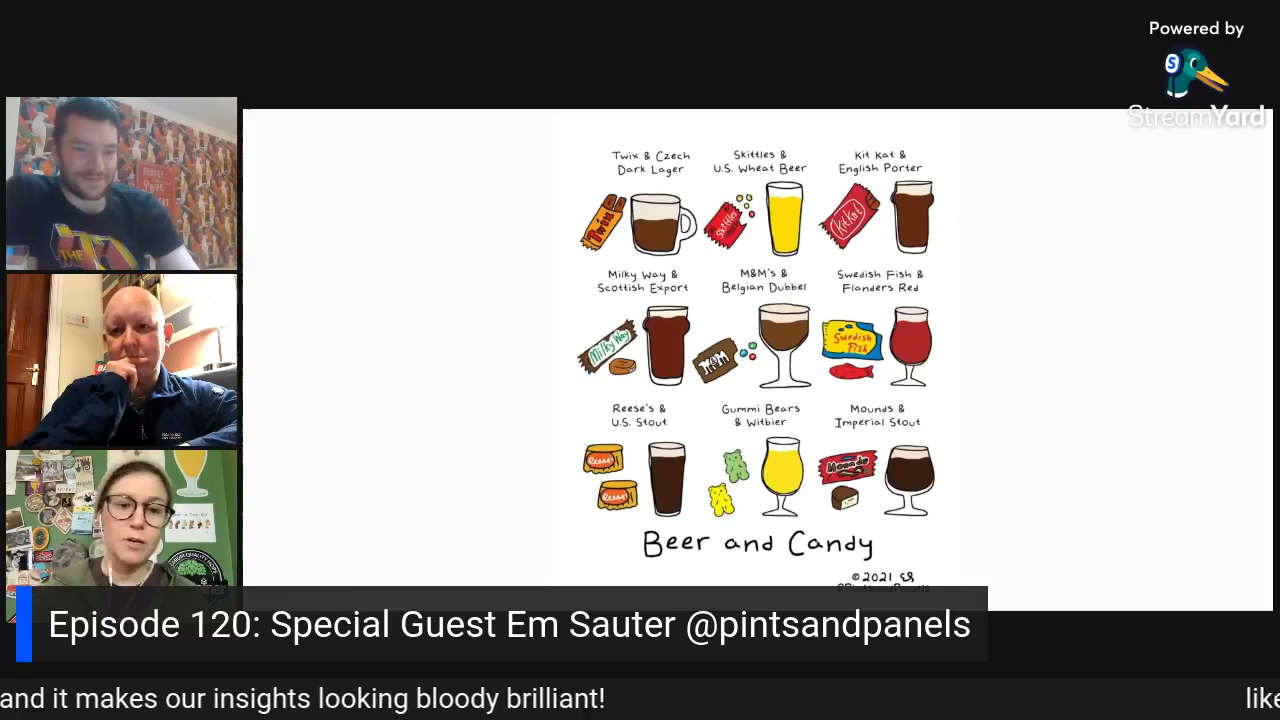 Powered by
StreamYard
Twix & Czech
Dark Lager
Skittles &
U.S. Wheat Beer
Kit Kat &
English Porter
Twix
Skittles
KitKat
Milky Way &
Scottish Export
M&M's &
Belgian Dubbel
Swedish Fish &
Flanders Red
Milky Way
M&M
Swedish
Fish
Reese's &
U.S. Stout
Gummi Bears
& Witbier
Mounds &
Imperial Stout
Reese's
Reese's
Mounds
Beer and Candy
©2021 ES
@PintsandPanels
THE
Episode 120: Special Guest Em Sauter @pintsandpanels
and it makes our insights looking bloody brilliant!
like